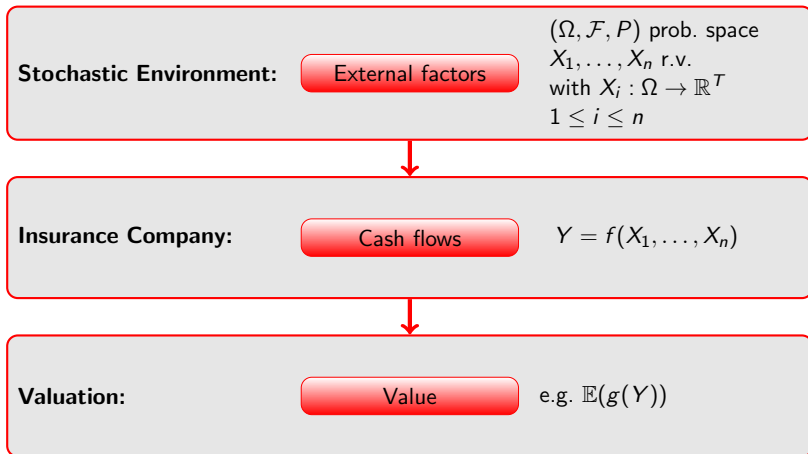 (Ω, ℱ, P) prob. space
Stochastic Environment: External factors X₁, . . . , Xₙ r.v.
with Xᵢ : Ω → ℝᵀ
1 ≤ i ≤ n
Insurance Company: Cash flows Y = f(X₁, . . . , Xₙ)
Valuation: Value e.g. 𝔼(g(Y))